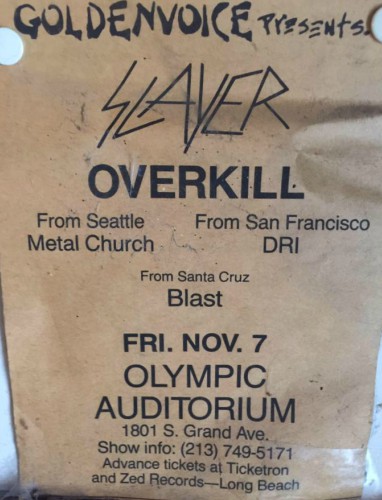 GOLDENVOICE PRESENTS.
SLAYER
OVERKILL
From Seattle From San Francisco
Metal Church DRI
From Santa Cruz
Blast
FRI. NOV. 7
OLYMPIC
AUDITORIUM
1801 S. Grand Ave.
Show info: (213) 749-5171
Advance tickets at Ticketron
and Zed Records—Long Beach